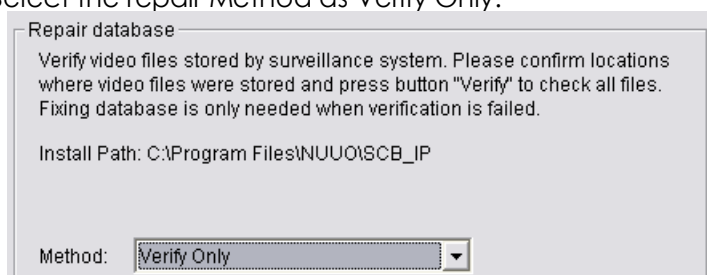 Select the repair Method as Verify Only.
Repair database
Verify video files stored by surveillance system. Please confirm locations
where video files were stored and press button "Verify" to check all files.
Fixing database is only needed when verification is failed.
Install Path: C:\Program Files\NUUO\SCB_IP
Method: Verify Only